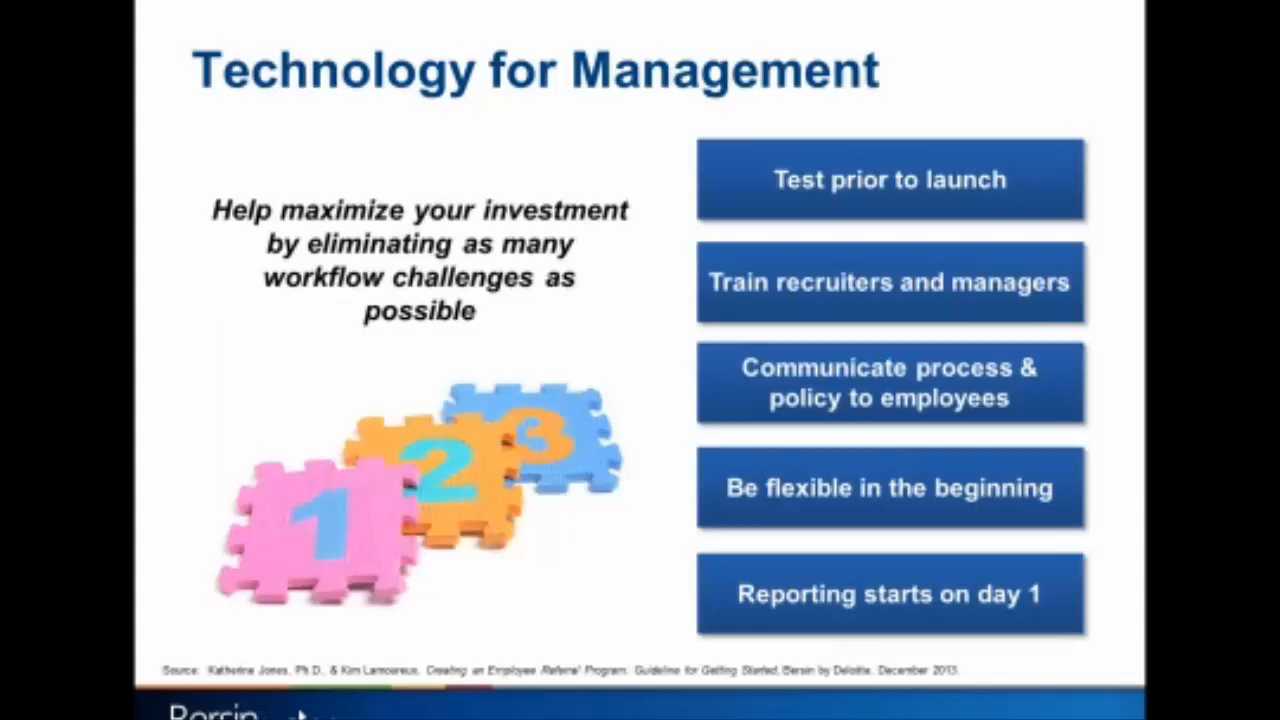 Technology for Management
Help maximize your investment
by eliminating as many
workflow challenges as
possible
1
2
3
Test prior to launch
Train recruiters and managers
Communicate process &
policy to employees
Be flexible in the beginning
Reporting starts on day 1
Source: Katherine Jones, Ph.D., & Kim Lamoureux, Creating an Employee Referral Program: Guideline for Getting Started, Bersin by Deloitte, December 2013.
Bersin